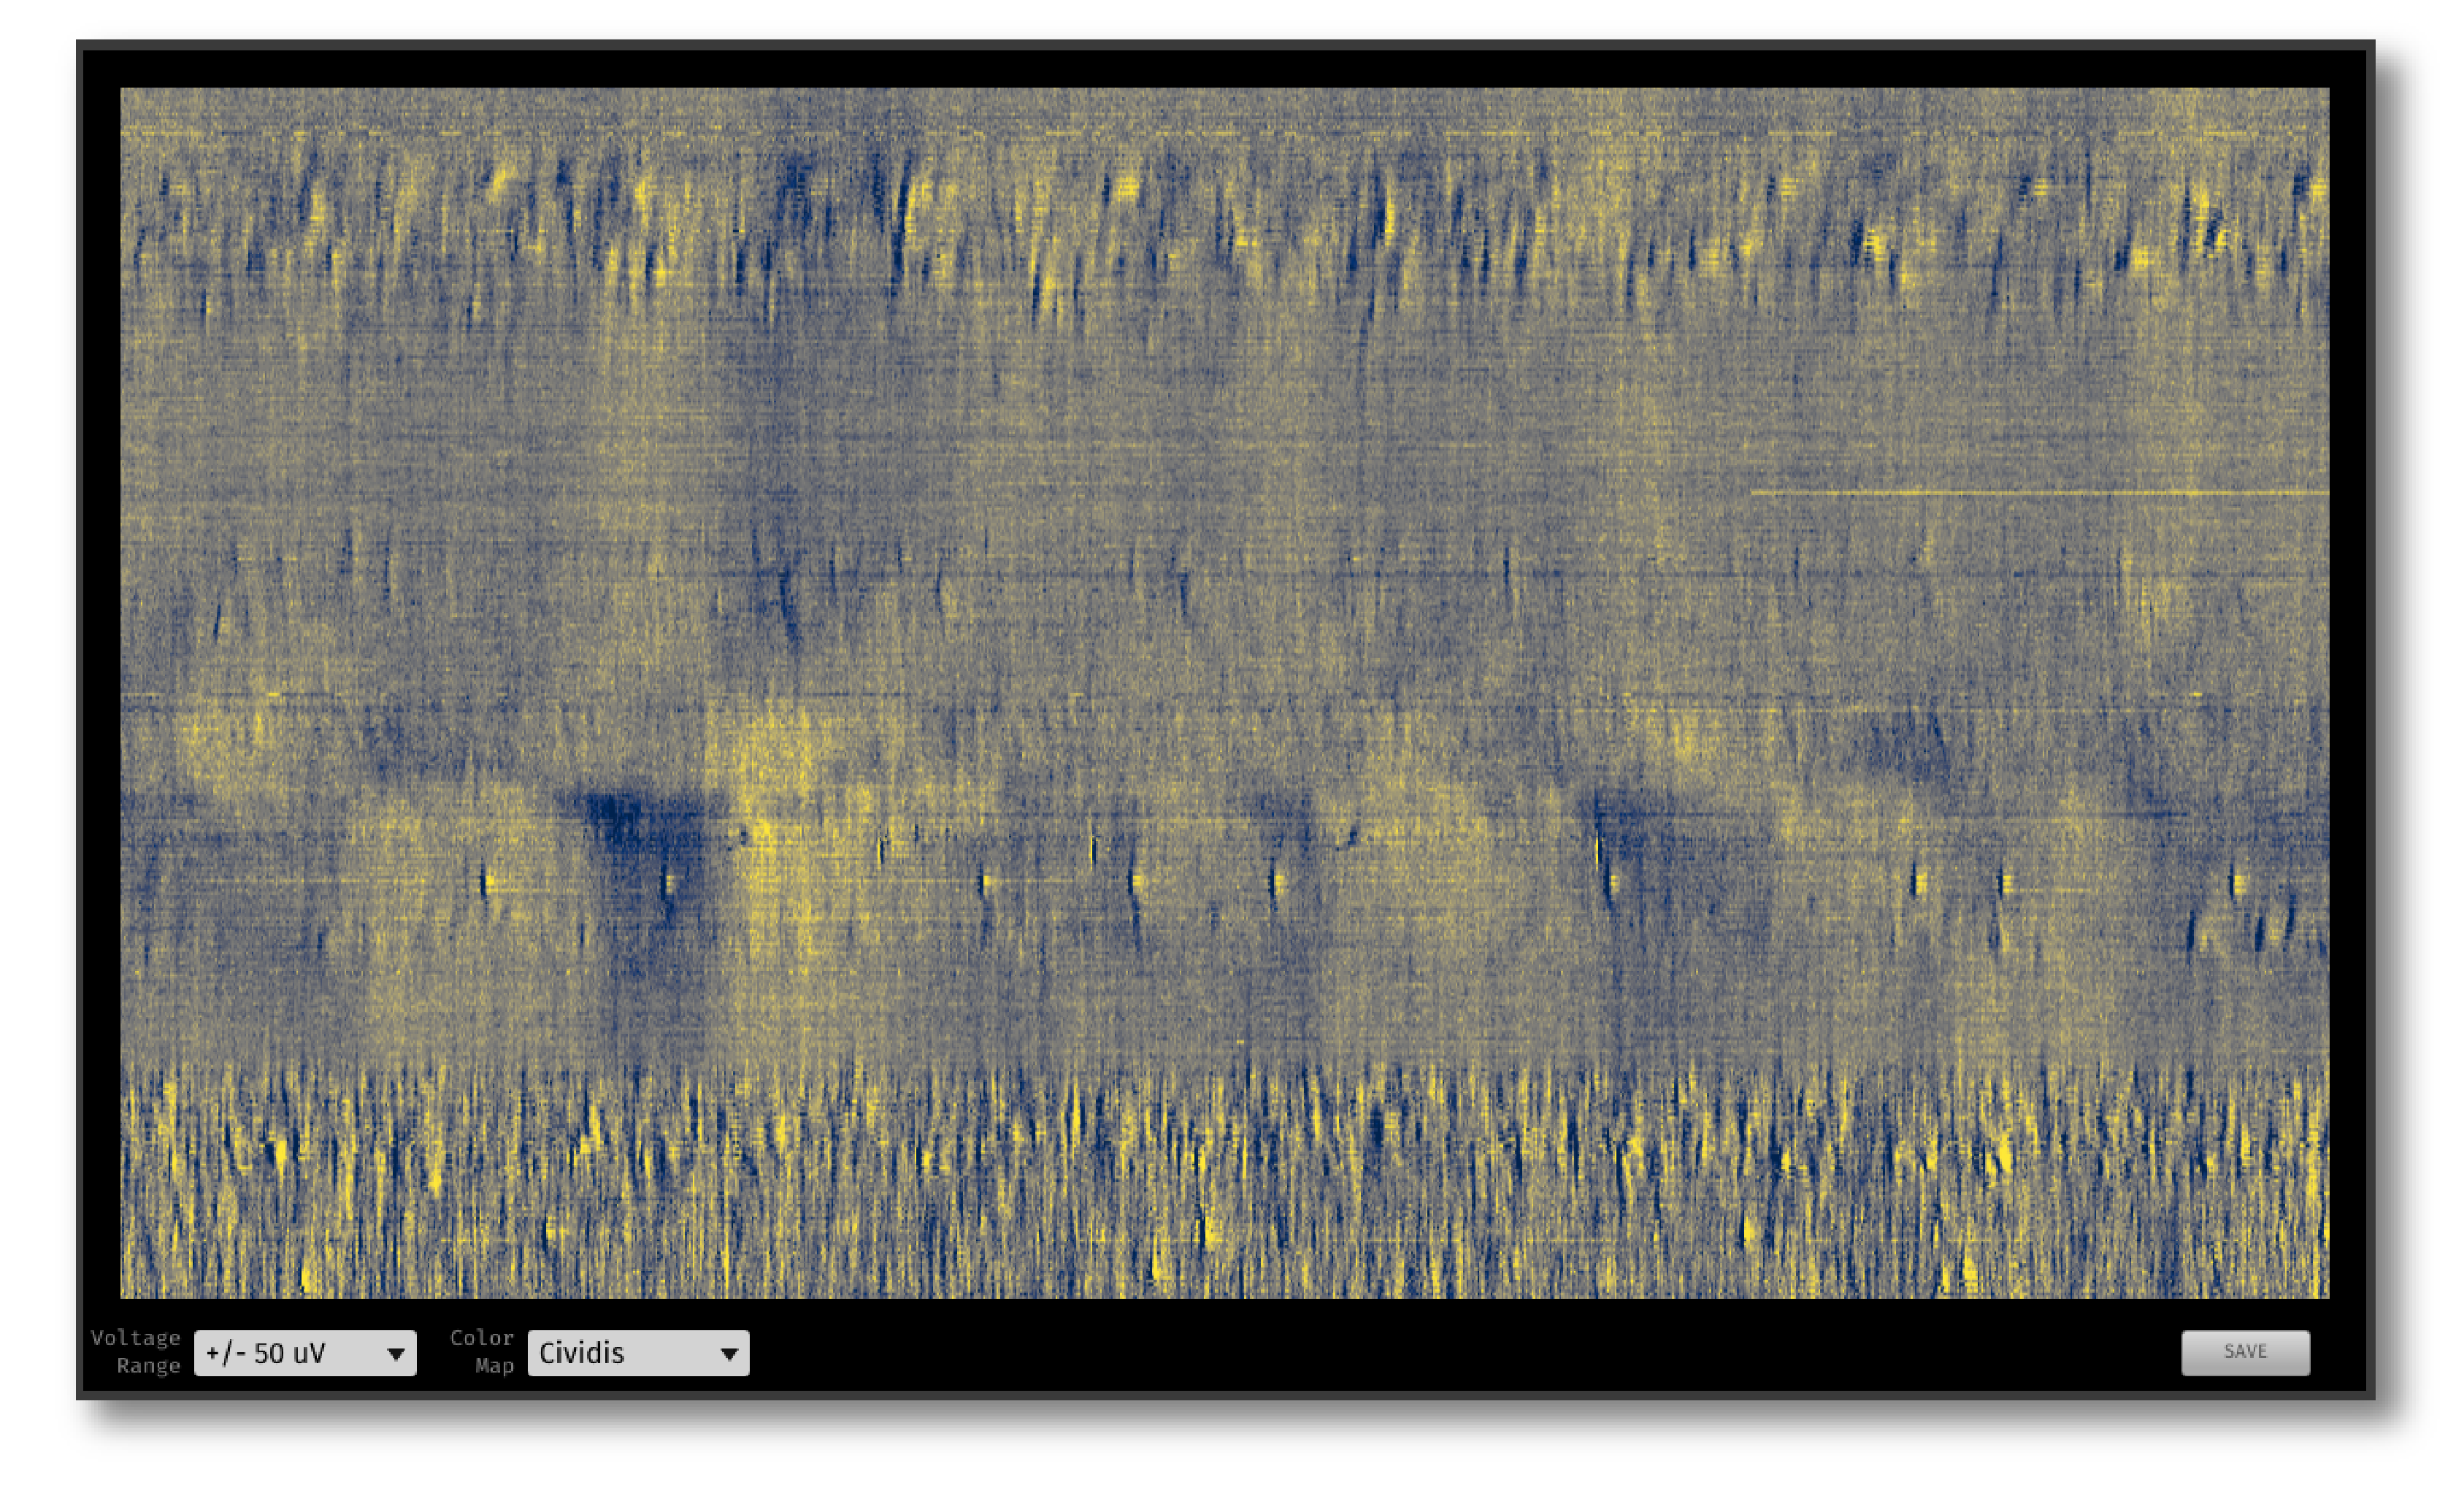 Voltage
Range
+/- 50 uV
Color
Map
Cividis
SAVE